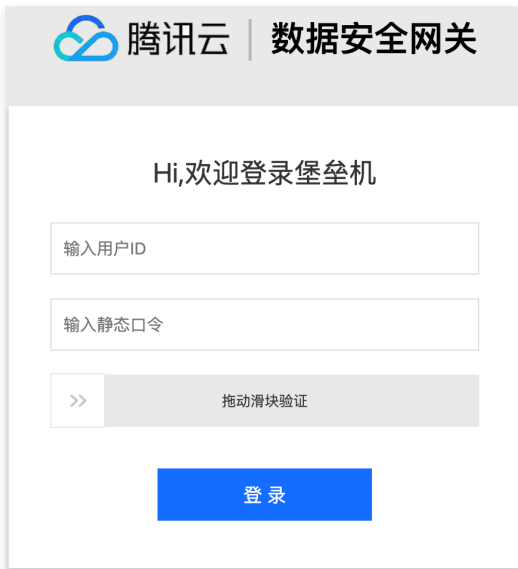 腾讯云 | 数据安全网关
Hi,欢迎登录堡垒机
输入用户ID
输入静态口令
>> 拖动滑块验证
登 录